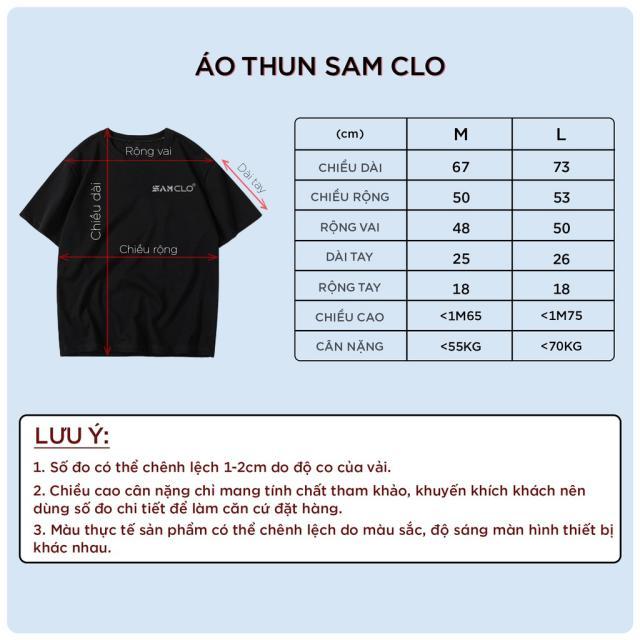 ÁO THUN SAM CLO
Rộng vai
Dài tay
SAMCLO®
Chiều dài
Chiều rộng
(cm) M L
CHIỀU DÀI 67 73
CHIỀU RỘNG 50 53
RỘNG VAI 48 50
DÀI TAY 25 26
RỘNG TAY 18 18
CHIỀU CAO <1M65 <1M75
CÂN NẶNG <55KG <70KG
LƯU Ý:
1. Số đo có thể chênh lệch 1-2cm do độ co của vải.
2. Chiều cao cân nặng chỉ mang tính chất tham khảo, khuyến khích khách nên
dùng số đo chi tiết để làm căn cứ đặt hàng.
3. Màu thực tế sản phẩm có thể chênh lệch do màu sắc, độ sáng màn hình thiết bị
khác nhau.